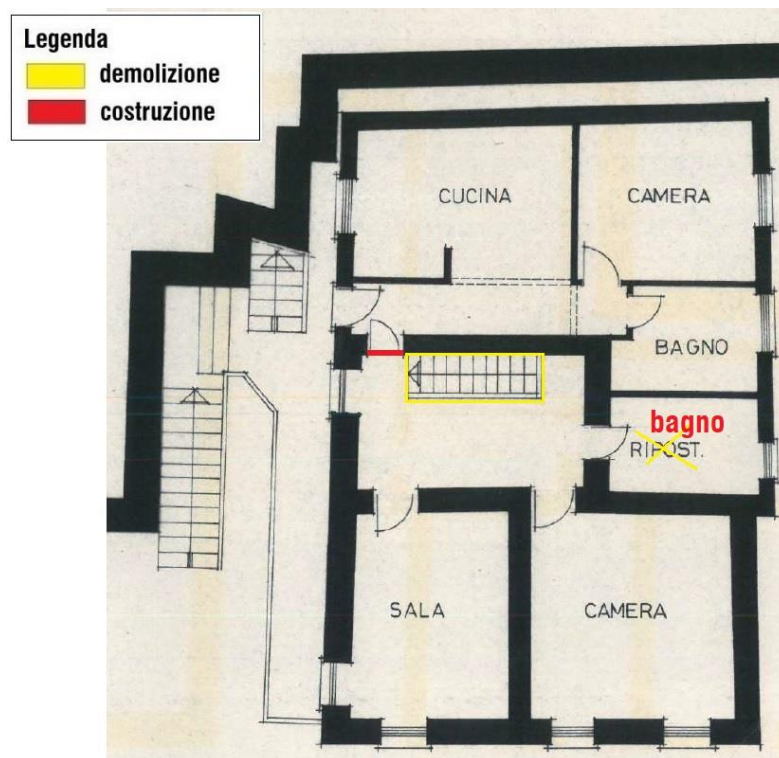 Legenda
demolizione
costruzione
CUCINA
CAMERA
BAGNO
bagno
RIPOST.
SALA
CAMERA